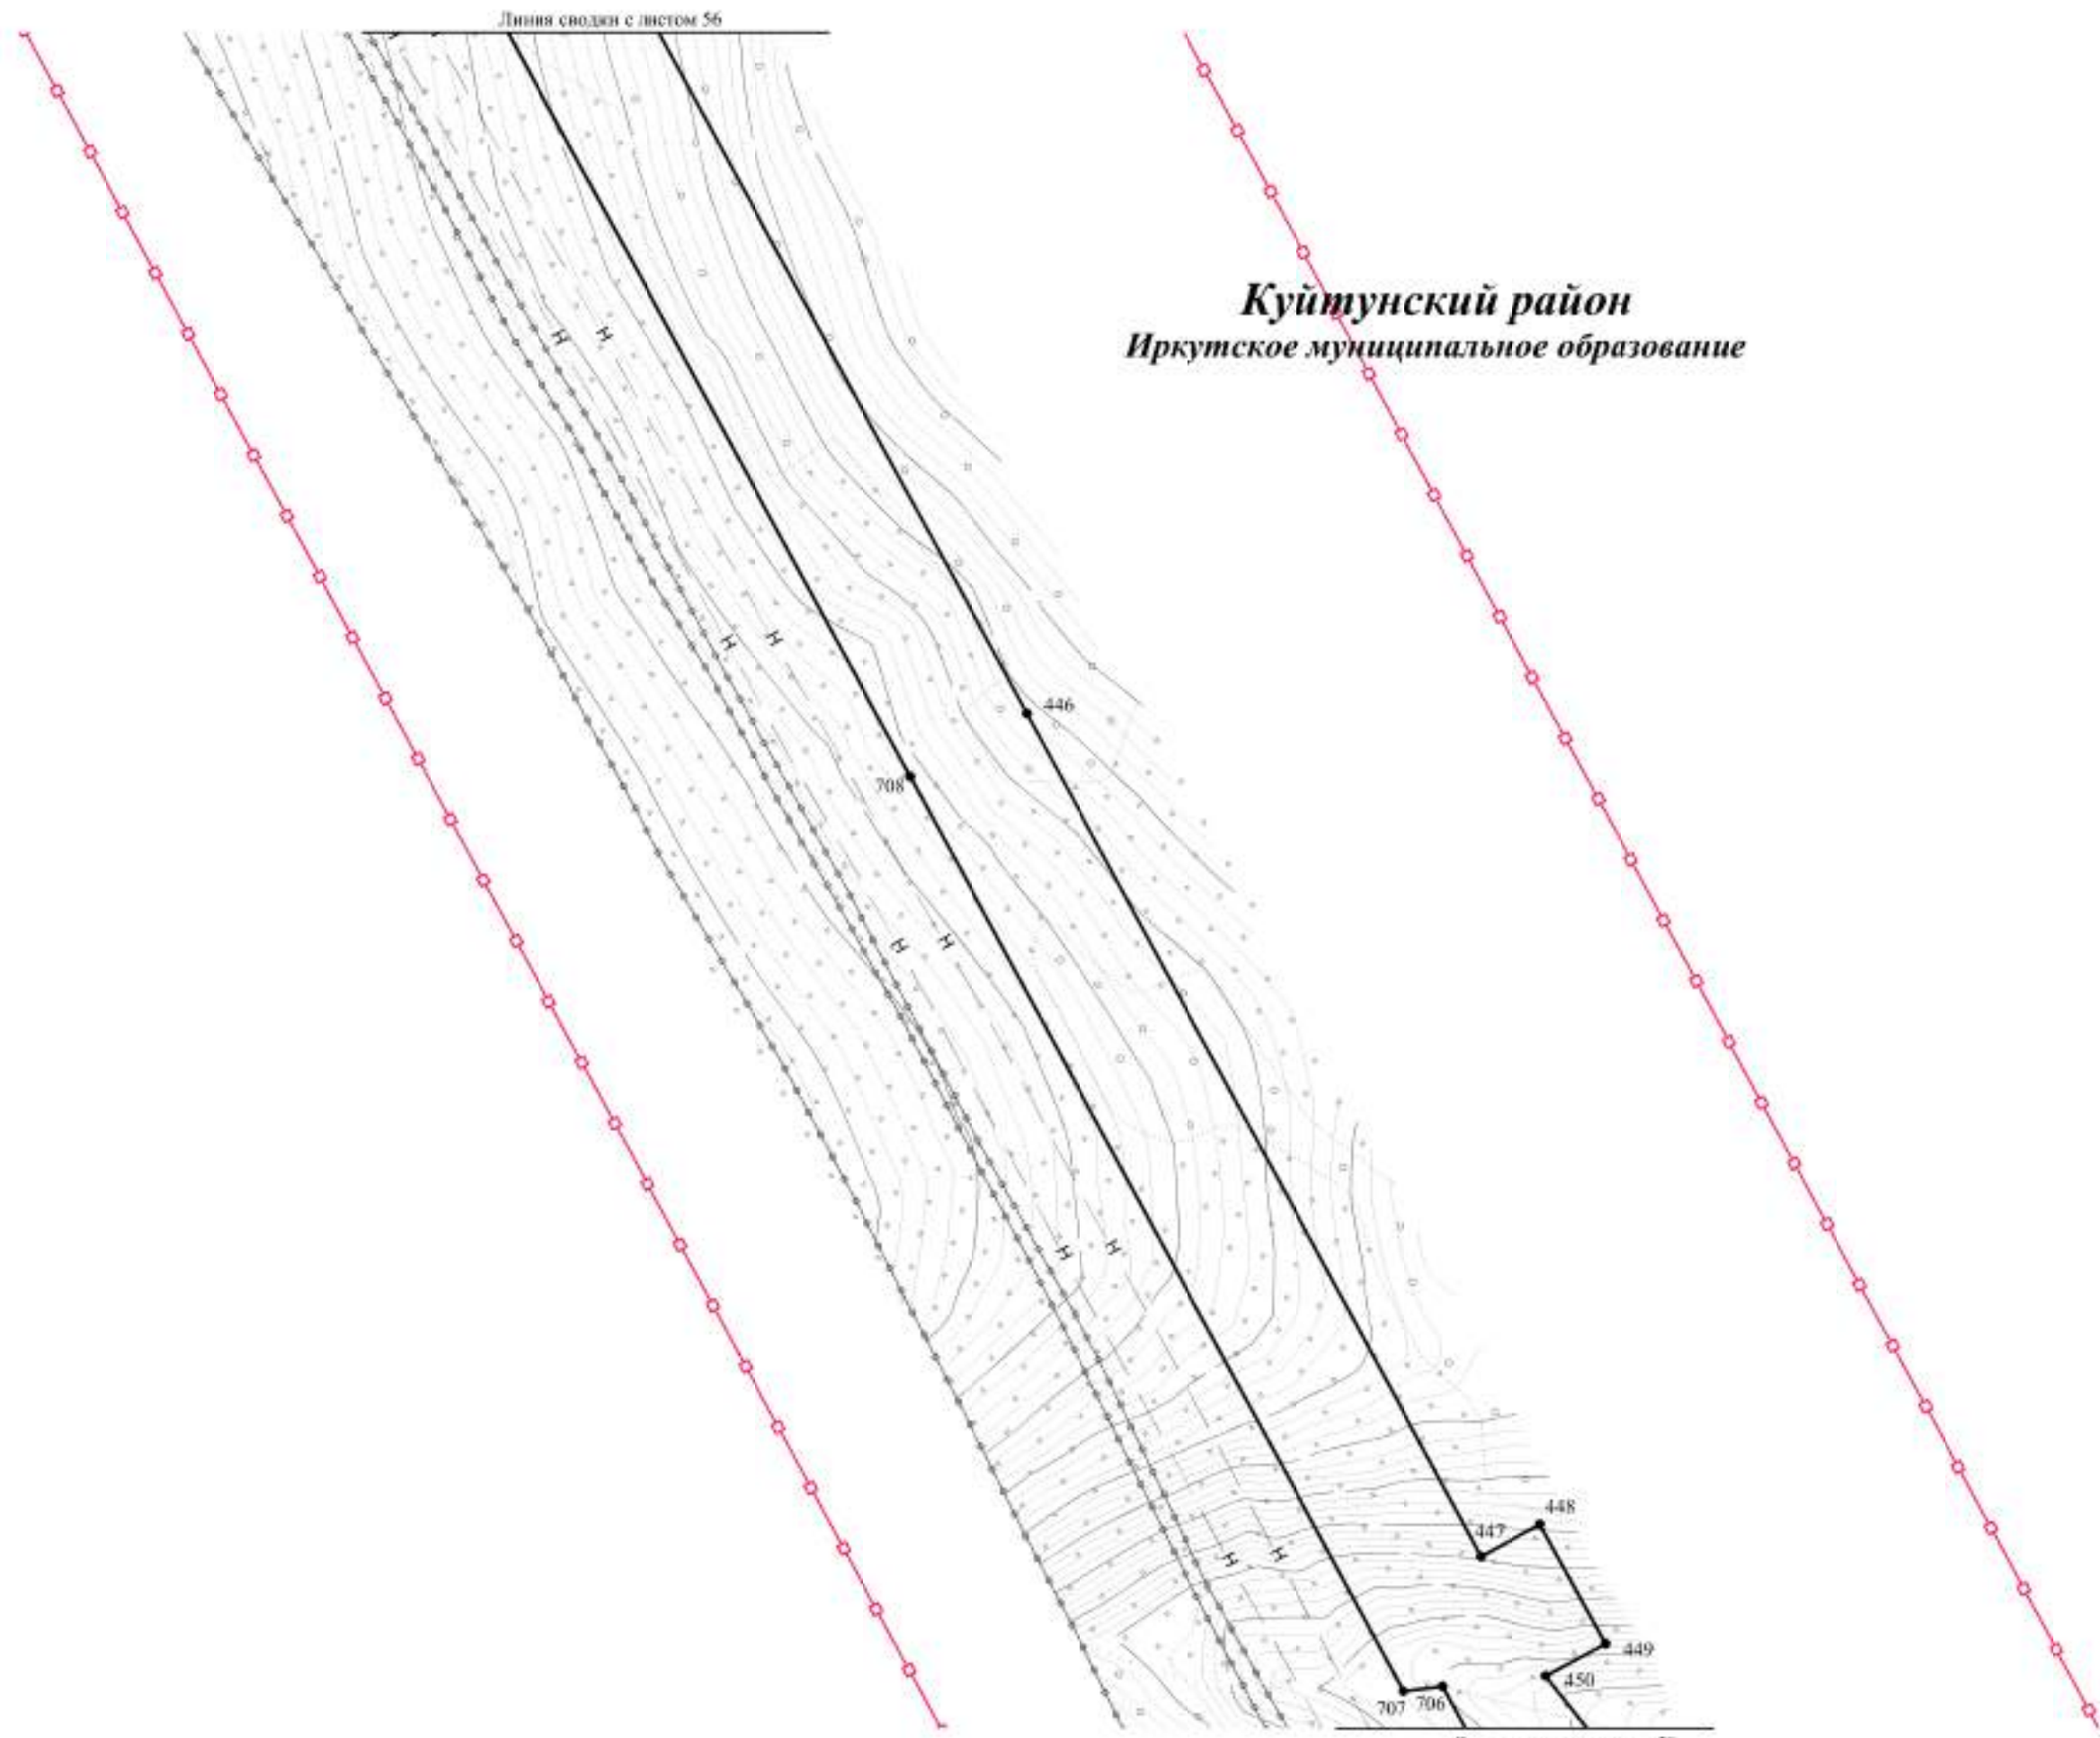 Линия сводки с листом 56
Куйтунский район
Иркутское муниципальное образование
Н Н
Н Н
446
708
Н Н
Н Н
448
447
Н Н
449
450
707 706